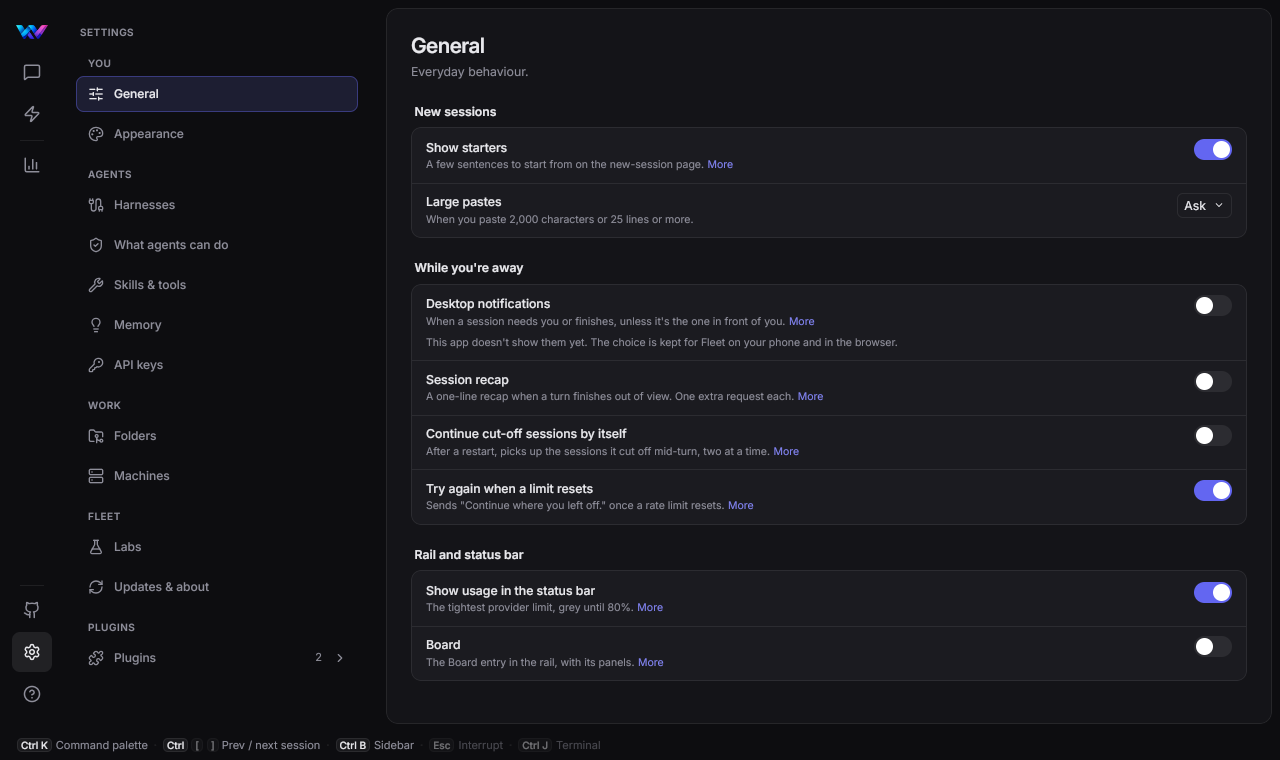 SETTINGS
YOU
General
Appearance
AGENTS
Harnesses
What agents can do
Skills & tools
Memory
API keys
WORK
Folders
Machines
FLEET
Labs
Updates & about
PLUGINS
Plugins 2
General
Everyday behaviour.
New sessions
Show starters
A few sentences to start from on the new-session page. More
Large pastes
When you paste 2,000 characters or 25 lines or more.
Ask
While you're away
Desktop notifications
When a session needs you or finishes, unless it's the one in front of you. More
This app doesn't show them yet. The choice is kept for Fleet on your phone and in the browser.
Session recap
A one-line recap when a turn finishes out of view. One extra request each. More
Continue cut-off sessions by itself
After a restart, picks up the sessions it cut off mid-turn, two at a time. More
Try again when a limit resets
Sends "Continue where you left off." once a rate limit resets. More
Rail and status bar
Show usage in the status bar
The tightest provider limit, grey until 80%. More
Board
The Board entry in the rail, with its panels. More
Ctrl K Command palette · Ctrl [ ] Prev / next session · Ctrl B Sidebar · Esc Interrupt · Ctrl J Terminal